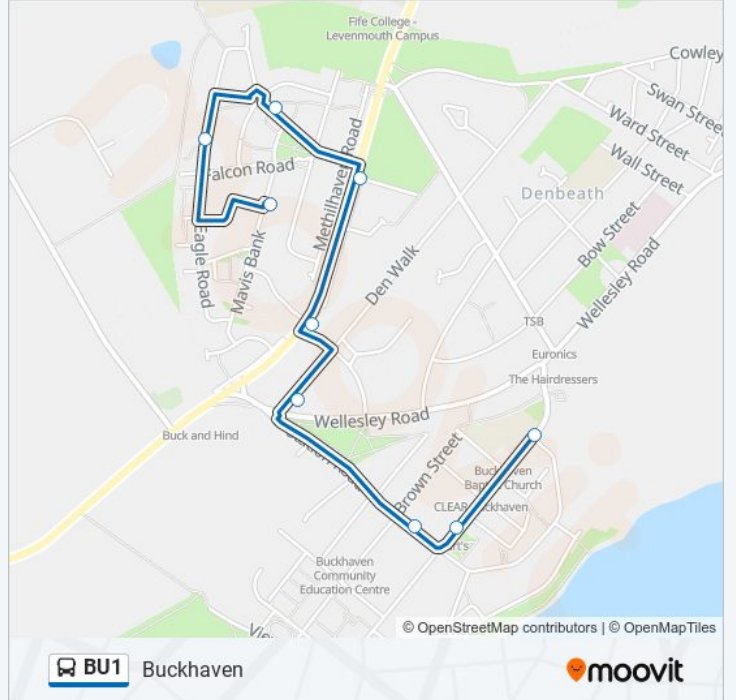 Fife College -
Levenmouth Campus
Cowley
Swan Stree
Ward Street
Wall Street
Methilhaven Road
Falcon Road
Denbeath
Bow Street
Wellesley Road
Eagle Road
Mavis Bank
Den Walk
TSB
Euronics
The Hairdressers
Wellesley Road
Buck and Hind
Brown Street
Buckhaven
Baptist Church
CLEAR Buckhaven
Buckhaven
Community
Education Centre
© OpenStreetMap contributors | © OpenMapTiles
BU1 Buckhaven
moovit